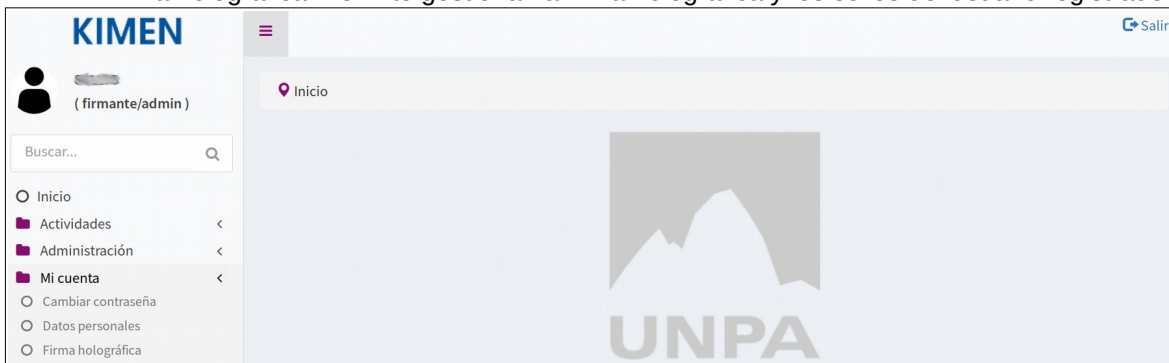 KIMEN
Salir
( firmante/admin )
Inicio
Buscar...
Inicio
Actividades
Administración
Mi cuenta
Cambiar contraseña
Datos personales
Firma holográfica
UNPA